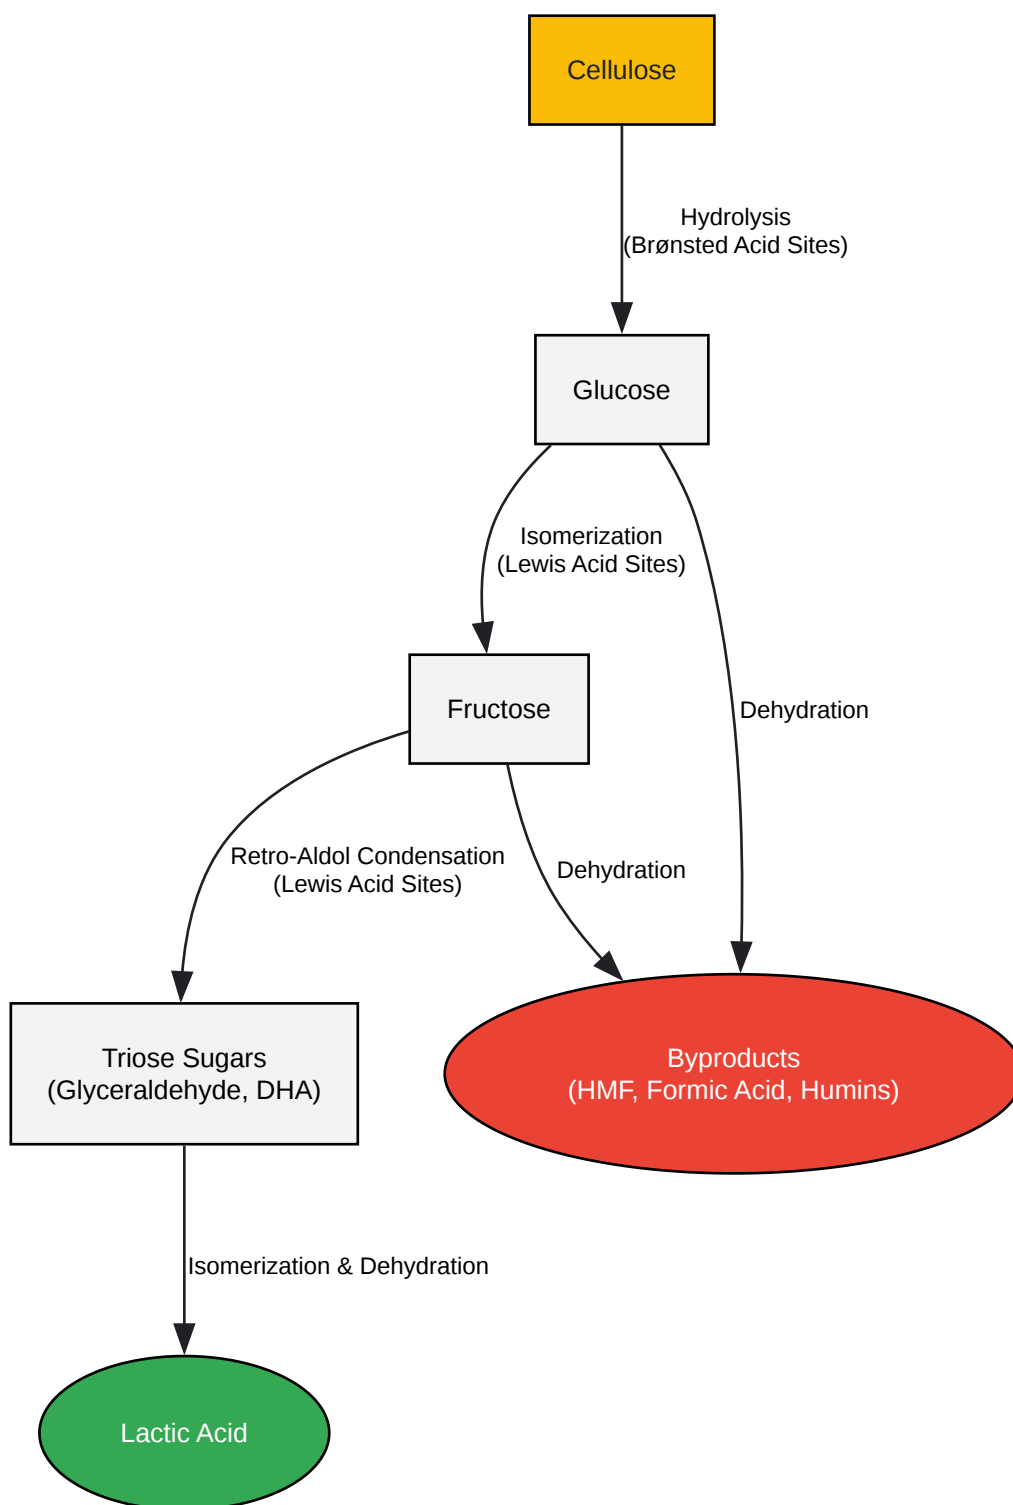 Cellulose
Hydrolysis
(Brønsted Acid Sites)
Glucose
Isomerization
(Lewis Acid Sites)
Fructose
Dehydration
Retro-Aldol Condensation
(Lewis Acid Sites)
Dehydration
Triose Sugars
(Glyceraldehyde, DHA)
Byproducts
(HMF, Formic Acid, Humins)
Isomerization & Dehydration
Lactic Acid